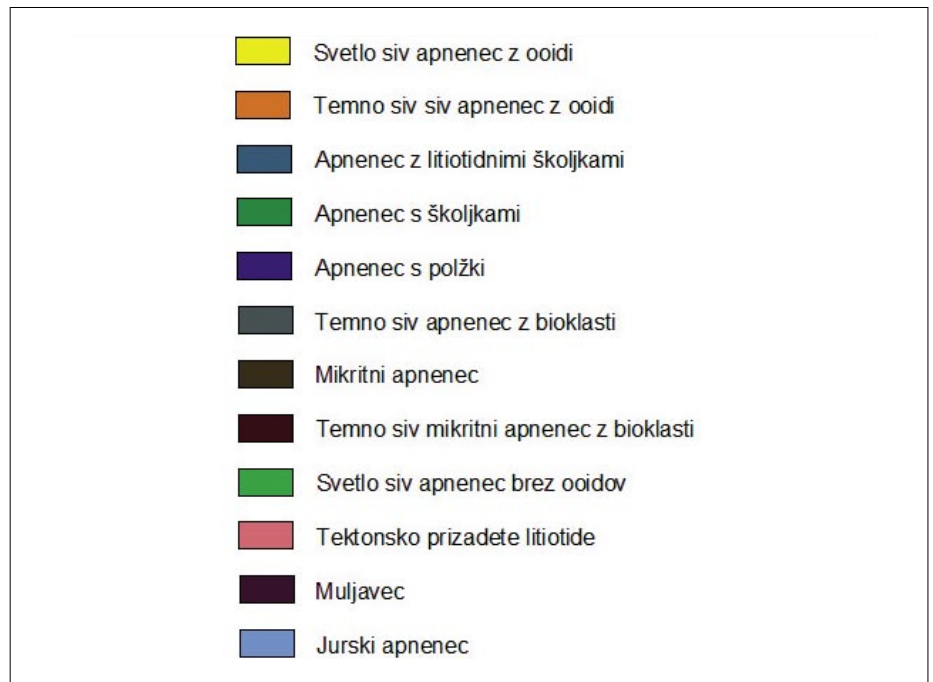 Svetlo siv apnenec z ooidi
Temno siv siv apnenec z ooidi
Apnenec z litiotidnimi školjkami
Apnenec s školjkami
Apnenec s polžki
Temno siv apnenec z bioklasti
Mikritni apnenec
Temno siv mikritni apnenec z bioklasti
Svetlo siv apnenec brez ooidov
Tektonsko prizadete litiotide
Muljavec
Jurski apnenec